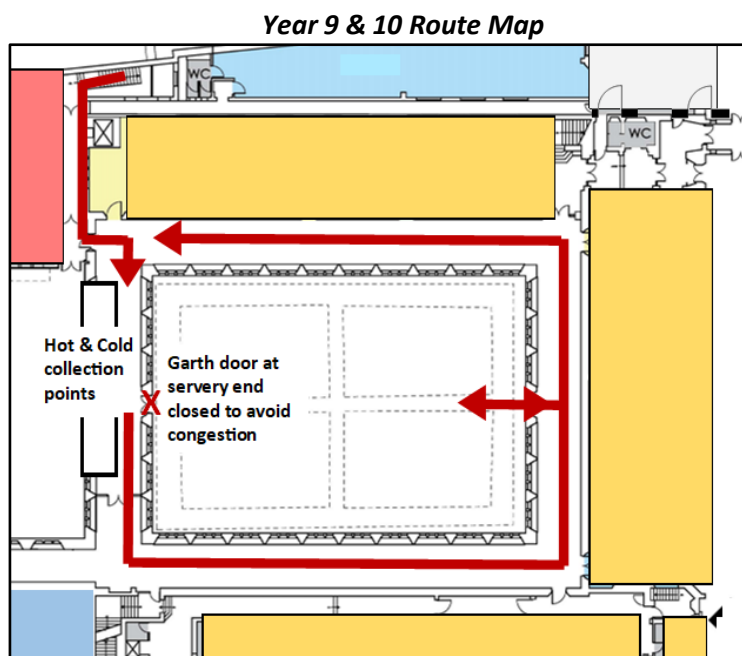 Year 9 & 10 Route Map
WC
WC
Hot & Cold
collection
points
Garth door at
servery end
closed to avoid
congestion
X